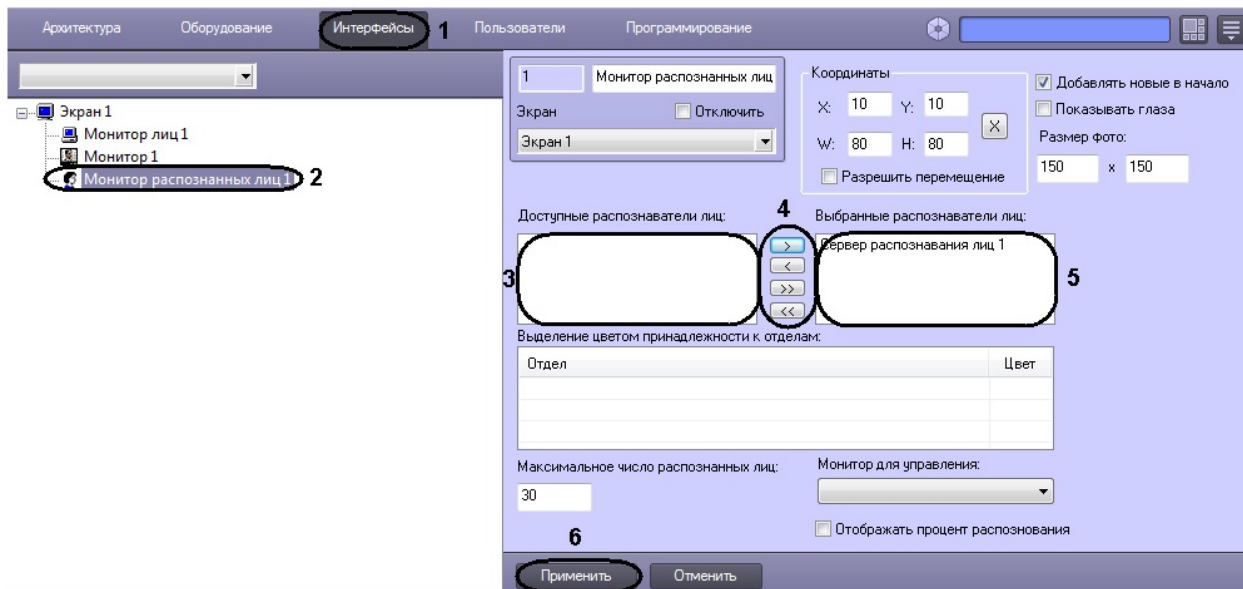 Архитектура Оборудование Интерфейсы 1 Пользователи Программирование
Экран 1
Монитор лиц 1
Монитор 1
Монитор распознанных лиц 1 2
1 Монитор распознанных лиц
Экран Отключить
Экран 1
Координаты
X: 10 Y: 10
X
W: 80 H: 80
Разрешить перемещение
Добавлять новые в начало
Показывать глаза
Размер фото:
150 x 150
Доступные распознаватели лиц: 4 Выбранные распознаватели лиц:
3 > Сервер распознавания лиц 1 5
<
>>
<<
Выделение цветом принадлежности к отделам:
Отдел Цвет
Максимальное число распознанных лиц: Монитор для управления:
30
Отображать процент распознования
6
Применить Отменить